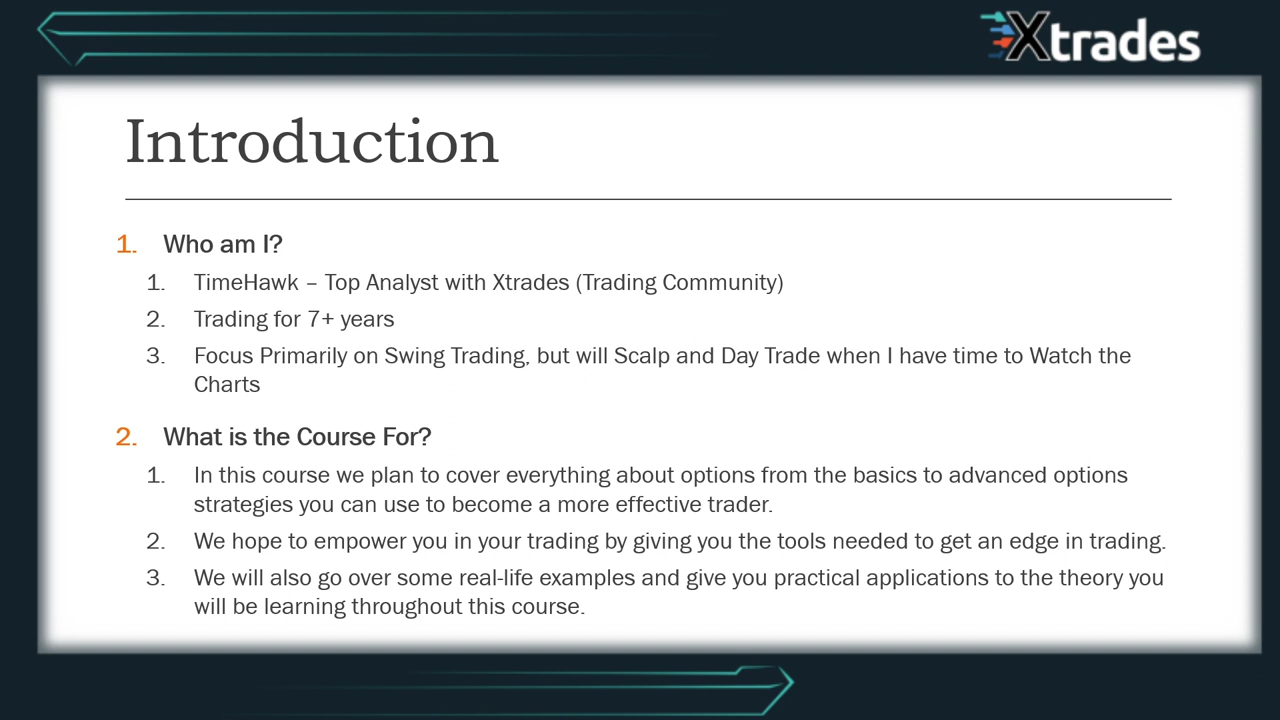 Xtrades
Introduction
1. Who am I?
1. TimeHawk – Top Analyst with Xtrades (Trading Community)
2. Trading for 7+ years
3. Focus Primarily on Swing Trading, but will Scalp and Day Trade when I have time to Watch the
Charts
2. What is the Course For?
1. In this course we plan to cover everything about options from the basics to advanced options
strategies you can use to become a more effective trader.
2. We hope to empower you in your trading by giving you the tools needed to get an edge in trading.
3. We will also go over some real-life examples and give you practical applications to the theory you
will be learning throughout this course.